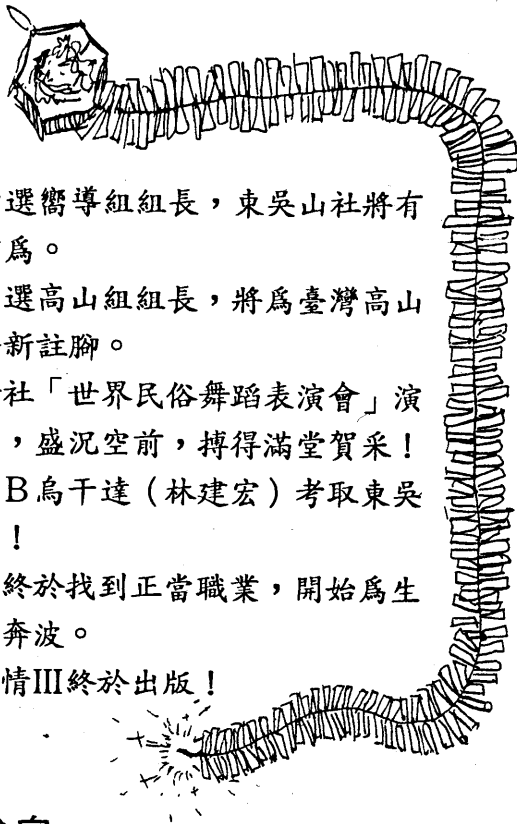 選嚮導組組長，東吳山社將有
爲。
選高山組組長，將爲臺灣高山
新註腳。
社「世界民俗舞蹈表演會」演
，盛況空前，搏得滿堂賀采！
B烏干達（林建宏）考取東吳
！
終於找到正當職業，開始爲生
奔波。
情III終於出版！